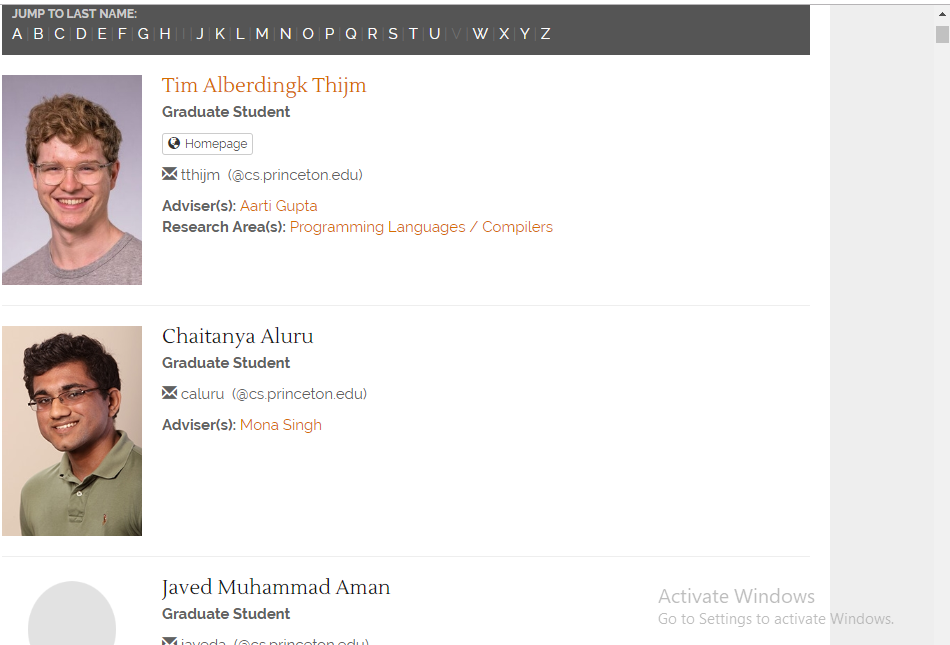 JUMP TO LAST NAME:
A B C D E F G H I J K L M N O P Q R S T U V W X Y Z
Tim Alberdingk Thijm
Graduate Student
Homepage
tthijm (@cs.princeton.edu)
Adviser(s): Aarti Gupta
Research Area(s): Programming Languages / Compilers
Chaitanya Aluru
Graduate Student
caluru (@cs.princeton.edu)
Adviser(s): Mona Singh
Javed Muhammad Aman
Graduate Student
javeda (@cs.princeton.edu)
Activate Windows
Go to Settings to activate Windows.